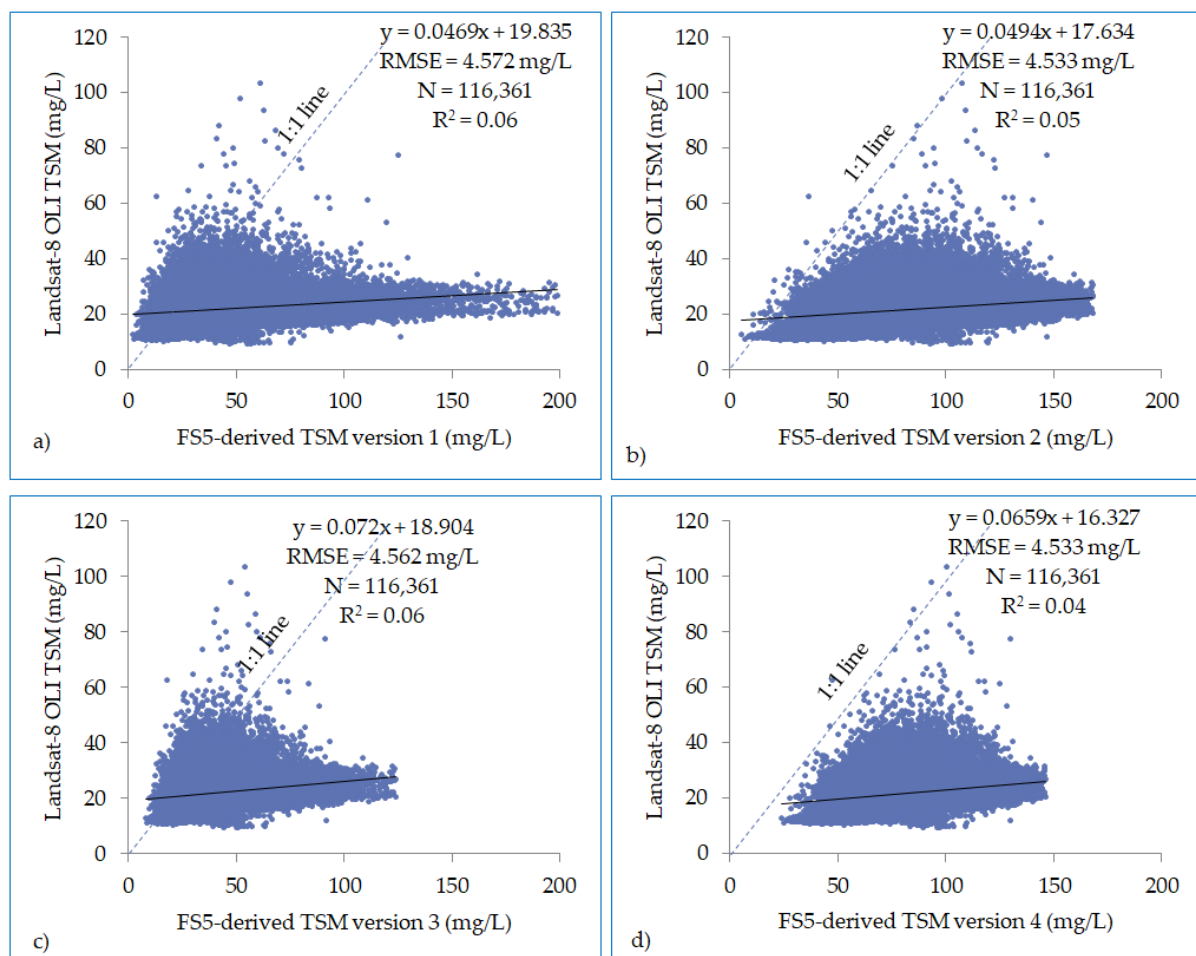 y = 0.0469x + 19.835
RMSE = 4.572 mg/L
N = 116,361
R² = 0.06
1:1 line
Landsat-8 OLI TSM (mg/L)
120
100
80
60
40
20
0
0 50 100 150 200
FS5-derived TSM version 1 (mg/L)
a)
y = 0.0494x + 17.634
RMSE = 4.533 mg/L
N = 116,361
R² = 0.05
1:1 line
Landsat-8 OLI TSM (mg/L)
120
100
80
60
40
20
0
0 50 100 150 200
FS5-derived TSM version 2 (mg/L)
b)
y = 0.072x + 18.904
RMSE = 4.562 mg/L
N = 116,361
R² = 0.06
1:1 line
Landsat-8 OLI TSM (mg/L)
120
100
80
60
40
20
0
0 50 100 150 200
FS5-derived TSM version 3 (mg/L)
c)
y = 0.0659x + 16.327
RMSE = 4.533 mg/L
N = 116,361
R² = 0.04
1:1 line
Landsat-8 OLI TSM (mg/L)
120
100
80
60
40
20
0
0 50 100 150 200
FS5-derived TSM version 4 (mg/L)
d)